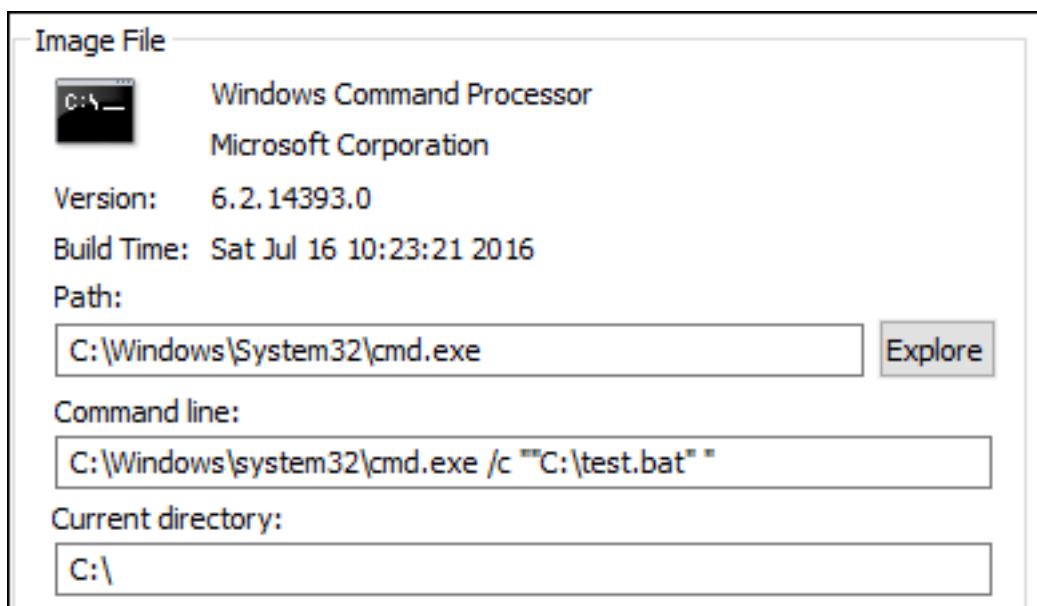 Image File
C:\
Windows Command Processor
Microsoft Corporation
Version: 6.2.14393.0
Build Time: Sat Jul 16 10:23:21 2016
Path:
C:\Windows\System32\cmd.exe Explore
Command line:
C:\Windows\system32\cmd.exe /c ""C:\test.bat" "
Current directory:
C:\